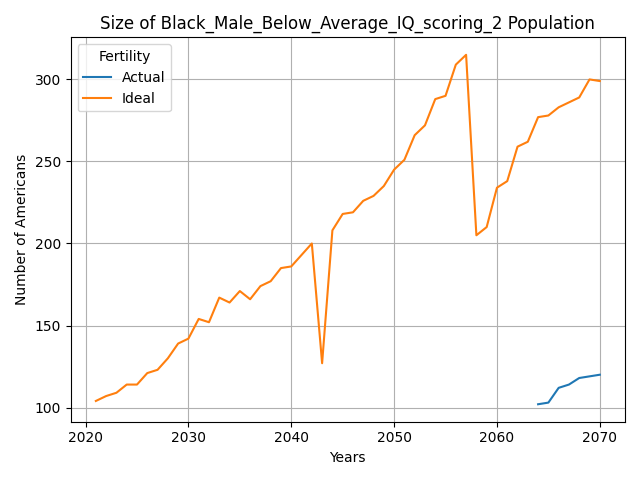 Size of Black_Male_Below_Average_IQ_scoring_2 Population
Fertility
Actual
Ideal
Number of Americans
300
250
200
150
100
2020 2030 2040 2050 2060 2070
Years